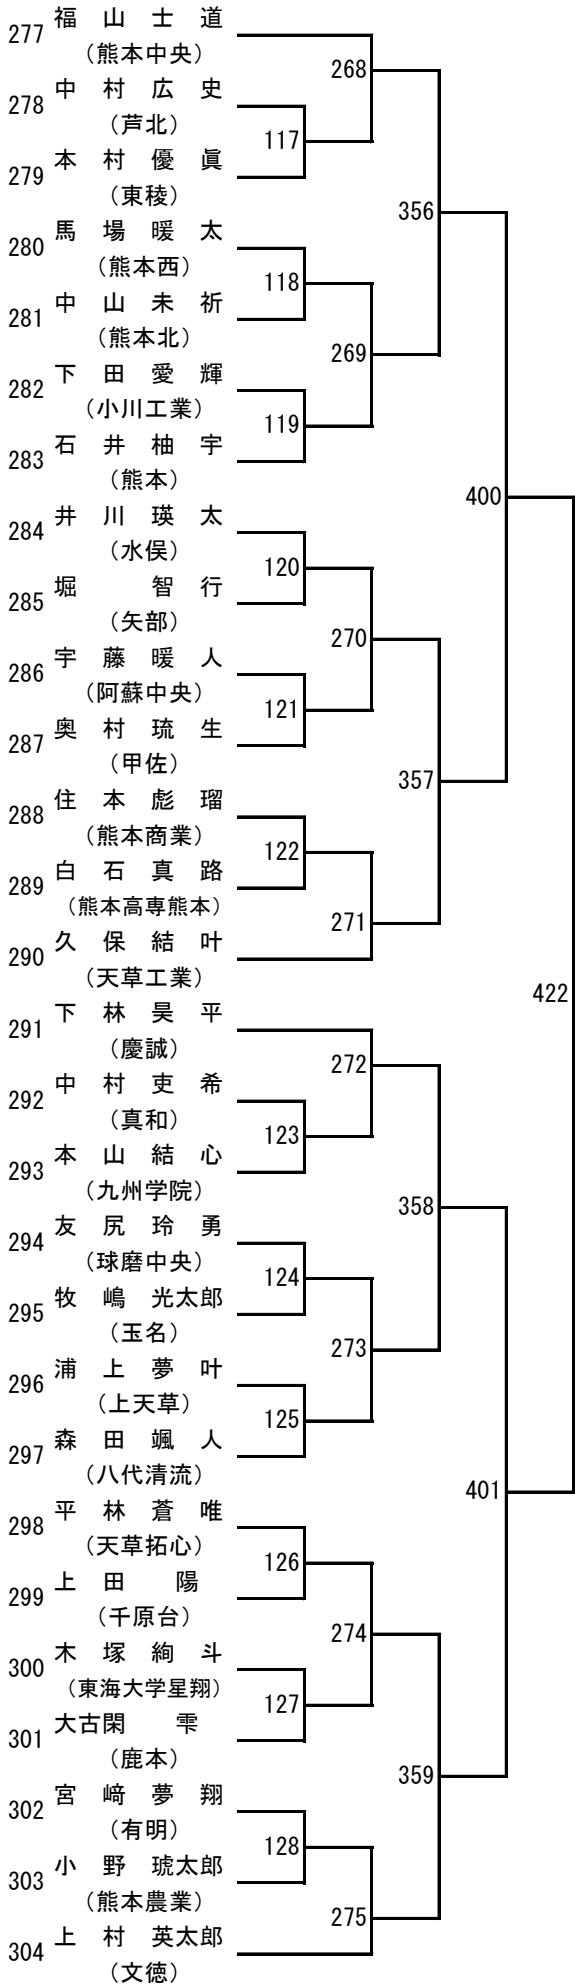 277 福山士道
(熊本中央)
268
278 中村広史
(芦北)
117
279 本村優眞
(東稜)
356
280 馬場暖太
(熊本西)
118
281 中山未祈
(熊本北)
269
282 下田愛輝
(小川工業)
119
283 石井柚宇
(熊本)
400
284 井川瑛太
(水俣)
120
285 堀智行
(矢部)
270
286 宇藤暖人
(阿蘇中央)
121
287 奥村琉生
(甲佐)
357
288 住本彪瑠
(熊本商業)
122
289 白石真路
(熊本高専熊本)
271
290 久保結叶
(天草工業)
422
291 下林昊平
(慶誠)
272
292 中村吏希
(真和)
123
293 本山結心
(九州学院)
358
294 友尻玲勇
(球磨中央)
124
295 牧嶋光太郎
(玉名)
273
296 浦上夢叶
(上天草)
125
297 森田颯人
(八代清流)
401
298 平林蒼唯
(天草拓心)
126
299 上田陽
(千原台)
274
300 木塚絢斗
(東海大学星翔)
127
301 大古閑雫
(鹿本)
359
302 宮﨑夢翔
(有明)
128
303 小野琥太郎
(熊本農業)
275
304 上村英太郎
(文徳)